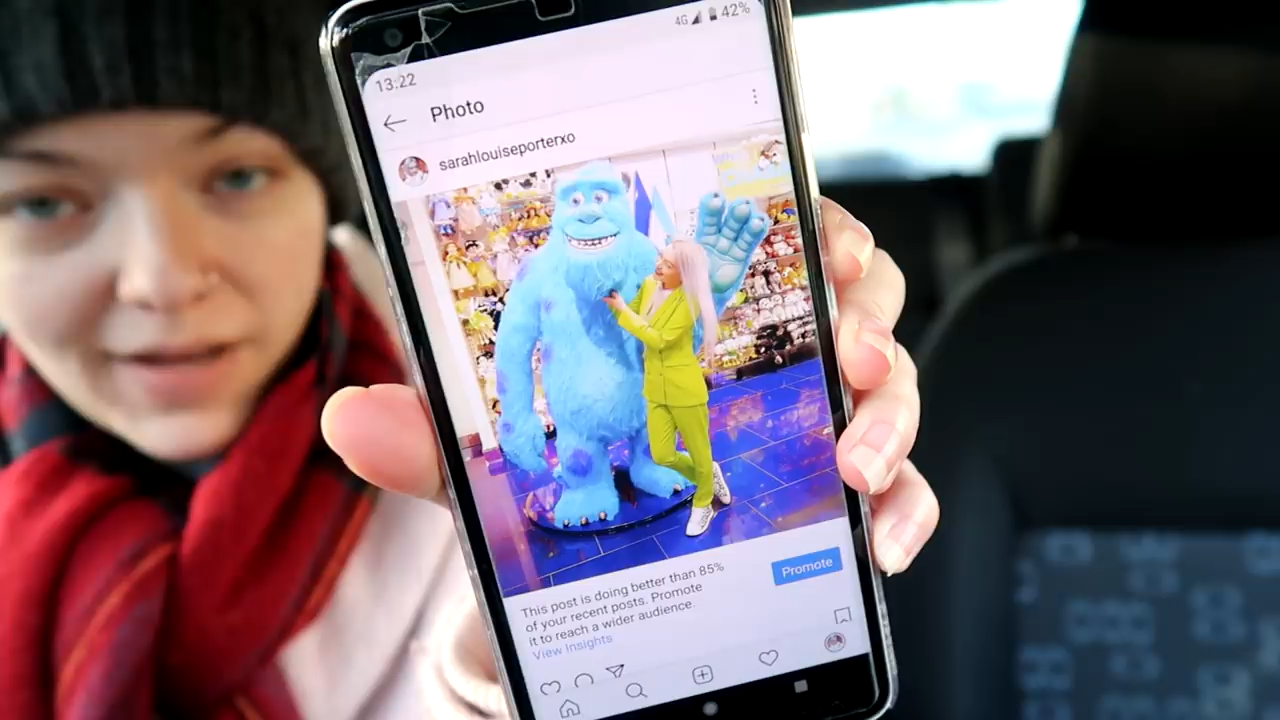 4G 42%
13:22
Photo
sarahlouiseporterxo
This post is doing better than 85%
of your recent posts. Promote
it to reach a wider audience.
View Insights
Promote